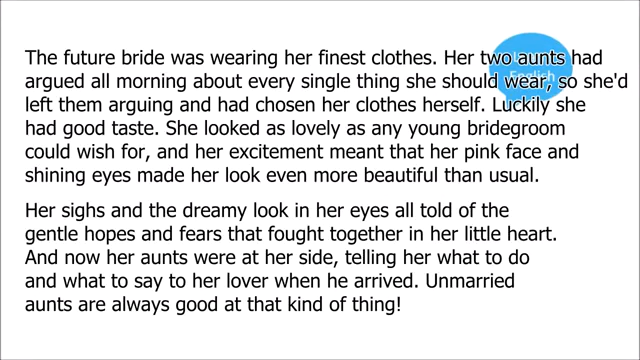 The future bride was wearing her finest clothes. Her two aunts had
argued all morning about every single thing she should wear, so she'd
left them arguing and had chosen her clothes herself. Luckily she
had good taste. She looked as lovely as any young bridegroom
could wish for, and her excitement meant that her pink face and
shining eyes made her look even more beautiful than usual.
Her sighs and the dreamy look in her eyes all told of the
gentle hopes and fears that fought together in her little heart.
And now her aunts were at her side, telling her what to do
and what to say to her lover when he arrived. Unmarried
aunts are always good at that kind of thing!
English